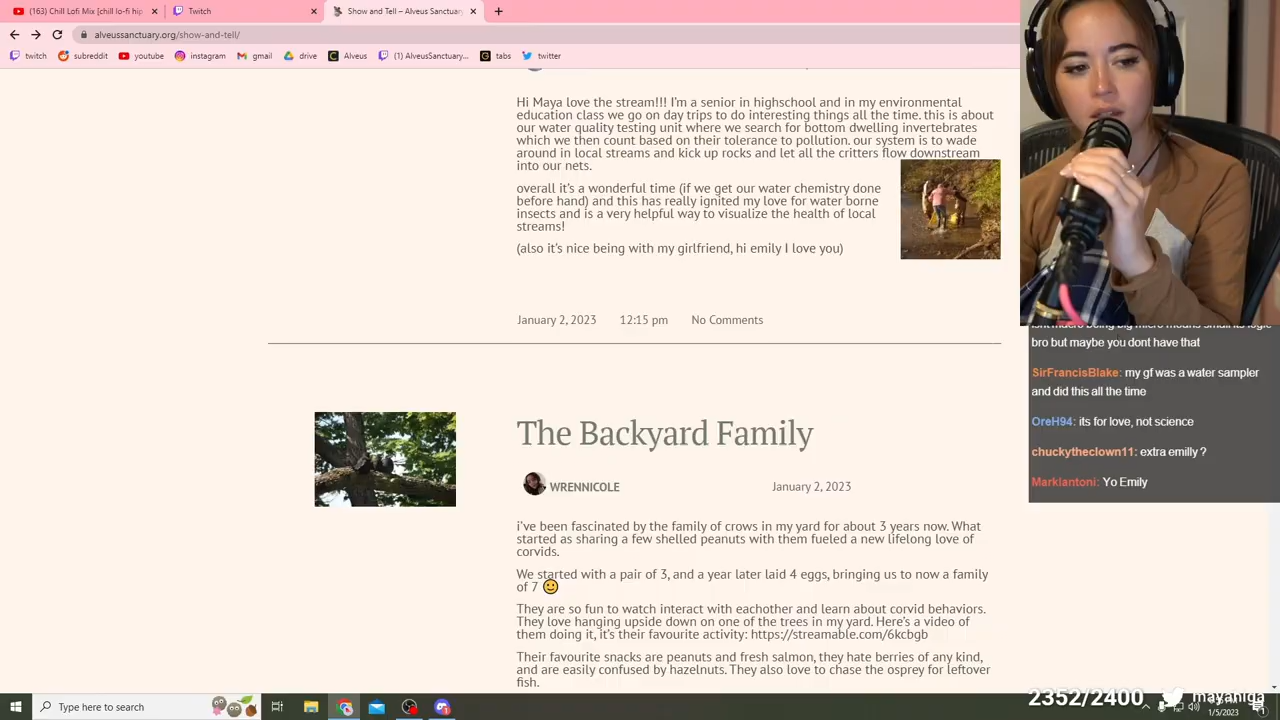 (163) Chill Lofi Mix [chill lo-fi hip
Twitch
Show and Tell – Alveus Sanctuary
alveussanctuary.org/show-and-tell/
twitch
subreddit
youtube
instagram
gmail
drive
Alveus
(1) AlveusSanctuary...
tabs
twitter
Hi Maya love the stream!!! I'm a senior in highschool and in my environmental
education class we go on day trips to do interesting things all the time. this is about
our water quality testing unit where we search for bottom dwelling invertebrates
which we then count based on their tolerance to pollution. our system is to wade
around in local streams and kick up rocks and let all the critters flow downstream
into our nets.
overall it's a wonderful time (if we get our water chemistry done
before hand) and this has really ignited my love for water borne
insects and is a very helpful way to visualize the health of local
streams!
(also it's nice being with my girlfriend, hi emily I love you)
January 2, 2023 12:15 pm No Comments
The Backyard Family
WRENNICOLE January 2, 2023
i've been fascinated by the family of crows in my yard for about 3 years now. What
started as sharing a few shelled peanuts with them fueled a new lifelong love of
corvids.
We started with a pair of 3, and a year later laid 4 eggs, bringing us to now a family
of 7 🙂
They are so fun to watch interact with eachother and learn about corvid behaviors.
They love hanging upside down on one of the trees in my yard. Here's a video of
them doing it, it's their favourite activity: https://streamable.com/6kcbgb
Their favourite snacks are peanuts and fresh salmon, they hate berries of any kind,
and are easily confused by hazelnuts. They also love to chase the osprey for leftover
fish.
isnt macro being big micro means small its logic
bro but maybe you dont have that
SirFrancisBlake: my gf was a water sampler
and did this all the time
OreH94: its for love, not science
chuckytheclown11: extra emilly ?
Marklantoni: Yo Emily
Type here to search
2352/2400
mayahiga
1/5/2023